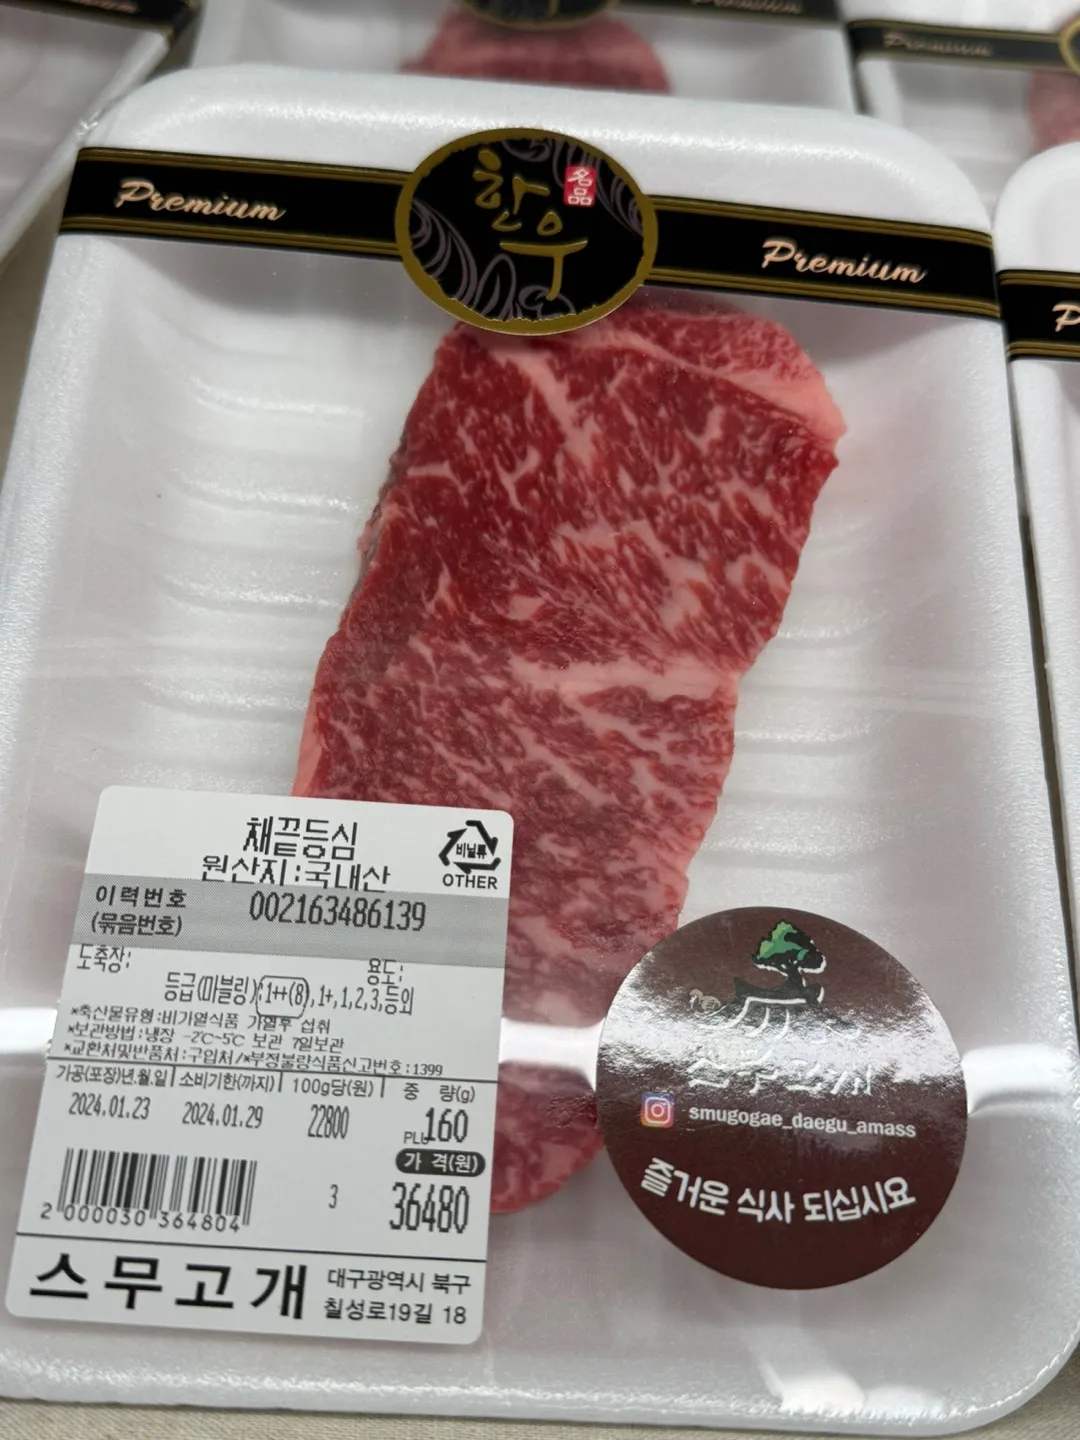 Premium
Premium
Premium
Premium
한우
名品
Premium
P
채끝등심
원산지:국내산
비닐류
OTHER
이력번호
(묶음번호)
002163486139
도축장:
용도:
등급(마블링):1++(8),1+,1,2,3,등외
*축산물유형:비가열식품 가열후 섭취
*보관방법:냉장 -2℃~5℃ 보관 7일보관
*교환처및반품처:구입처/*부정불량식품신고번호:1399
가공(포장)년.월.일 소비기한(까지) 100g당(원) 중 량(g)
2024.01.23 2024.01.29 22800 160
PLU
가 격(원)
3 36480
2 000030 364804
스무고개
대구광역시 북구
칠성로19길 18
스무고개
smugogae_daegu_amass
즐거운 식사 되십시요